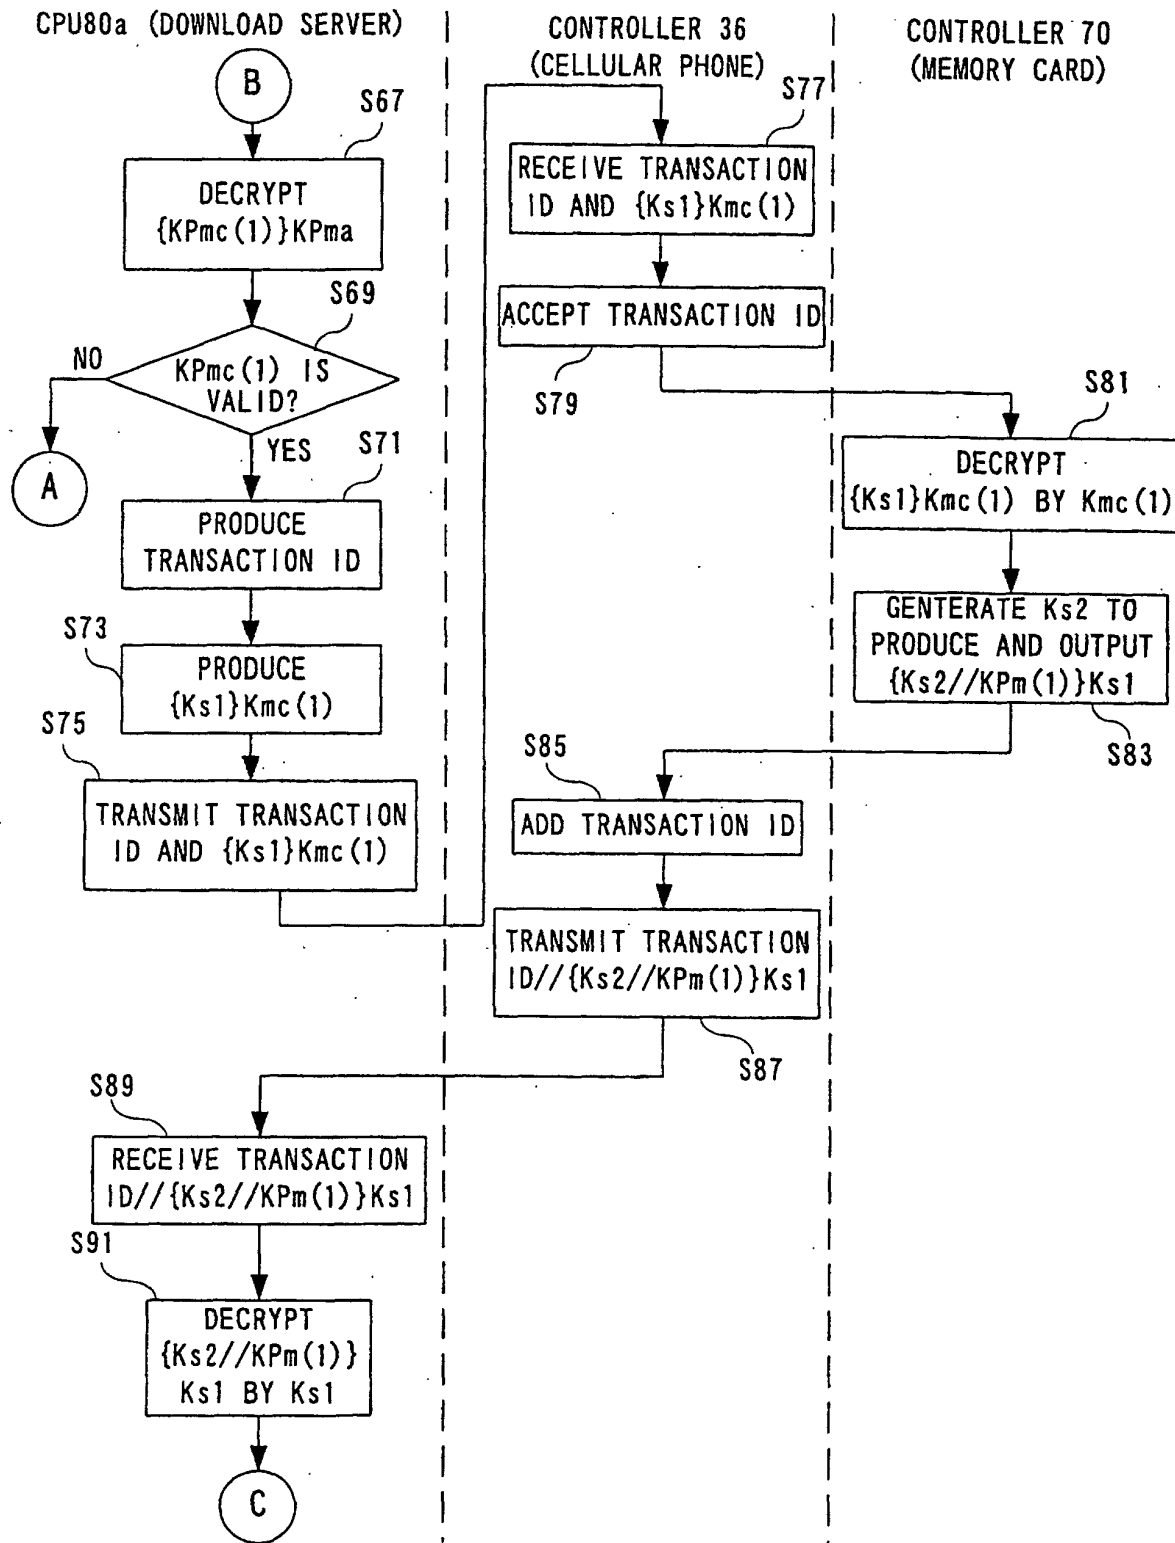 CPU80a (DOWNLOAD SERVER)
B
S67
DECRYPT
{KPmc(1)}KPma
S69
NO
KPmc(1) IS
VALID?
YES
A
S71
PRODUCE
TRANSACTION ID
S73
PRODUCE
{Ks1}Kmc(1)
S75
TRANSMIT TRANSACTION
ID AND {Ks1}Kmc(1)
CONTROLLER 36
(CELLULAR PHONE)
S77
RECEIVE TRANSACTION
ID AND {Ks1}Kmc(1)
ACCEPT TRANSACTION ID
S79
CONTROLLER 70
(MEMORY CARD)
S81
DECRYPT
{Ks1}Kmc(1) BY Kmc(1)
GENTERATE Ks2 TO
PRODUCE AND OUTPUT
{Ks2//KPm(1)}Ks1
S83
S85
ADD TRANSACTION ID
TRANSMIT TRANSACTION
ID//{Ks2//KPm(1)}Ks1
S87
S89
RECEIVE TRANSACTION
ID//{Ks2//KPm(1)}Ks1
S91
DECRYPT
{Ks2//KPm(1)}
Ks1 BY Ks1
C